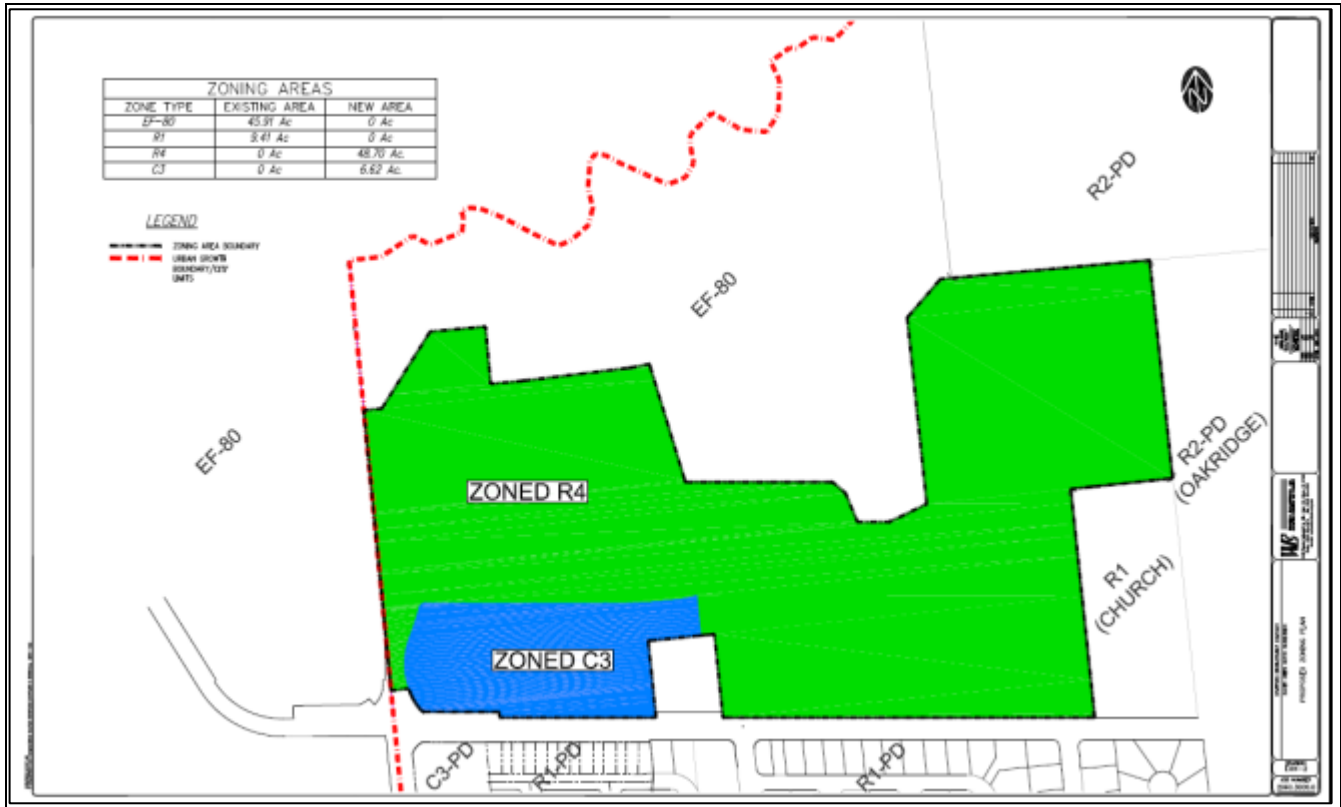 ZONING AREAS
ZONE TYPE EXISTING AREA NEW AREA
EF-80 45.91 Ac 0 Ac
R1 9.41 Ac 0 Ac
R4 0 Ac 48.70 Ac.
C3 0 Ac 6.62 Ac.
LEGEND
ZONING AREA BOUNDARY
URBAN GROWTH
BOUNDARY/CITY
LIMITS
R2-PD
EF-80
EF-80
R2-PD
(OAKRIDGE)
ZONED R4
R1
(CHURCH)
ZONED C3
C3-PD
R1-PD
R1-PD
PROPOSED ZONING PLAN